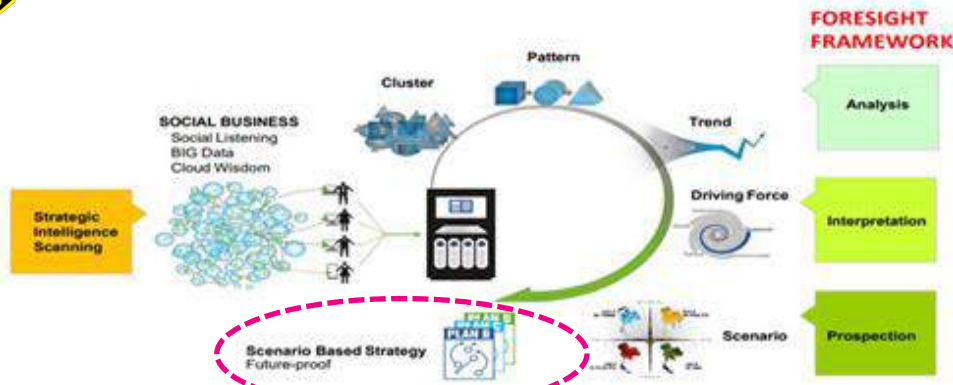 FORESIGHT
FRAMEWORK
Pattern
Cluster
Analysis
SOCIAL BUSINESS
Social Listening
BIG Data
Cloud Wisdom
Trend
Strategic
Intelligence
Scanning
Driving Force
Interpretation
PLAN B
Scenario Based Strategy
Future-proof
Scenario
Prospection